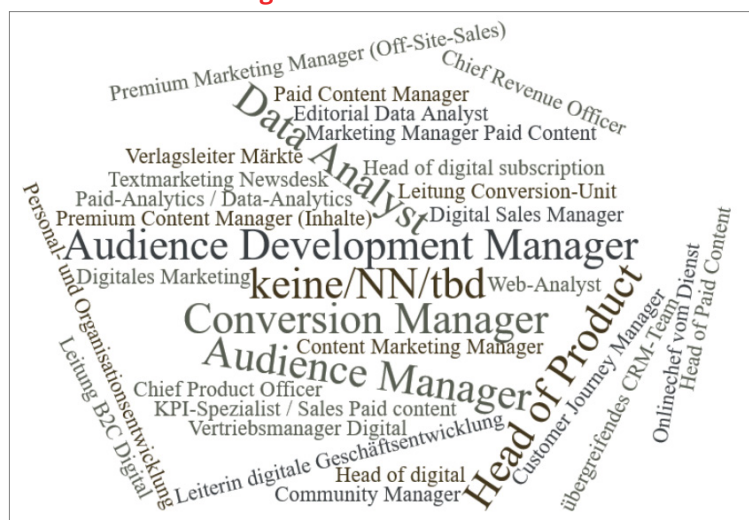 Premium Marketing Manager (Off-Site-Sales)
Chief Revenue Officer
Paid Content Manager
Data Analyst
Editorial Data Analyst
Marketing Manager Paid Content
Verlagsleiter Märkte
Head of digital subscription
Textmarketing Newsdesk
Leitung Conversion-Unit
Paid-Analytics / Data-Analytics
Premium Content Manager (Inhalte)
Digital Sales Manager
Personal- und Organisationsentwicklung
Audience Development Manager
Digitales Marketing
keine/NN/tbd
Web-Analyst
Conversion Manager
Head of Product
Content Marketing Manager
Audience Manager
Customer Journey Manager
übergreifendes CRM-Team
Onlinechef vom Dienst
Head of Paid Content
Leitung B2C Digital
Chief Product Officer
KPI-Spezialist / Sales Paid content
Vertriebsmanager Digital
Leiterin digitale Geschäftsentwicklung
Head of digital
Community Manager